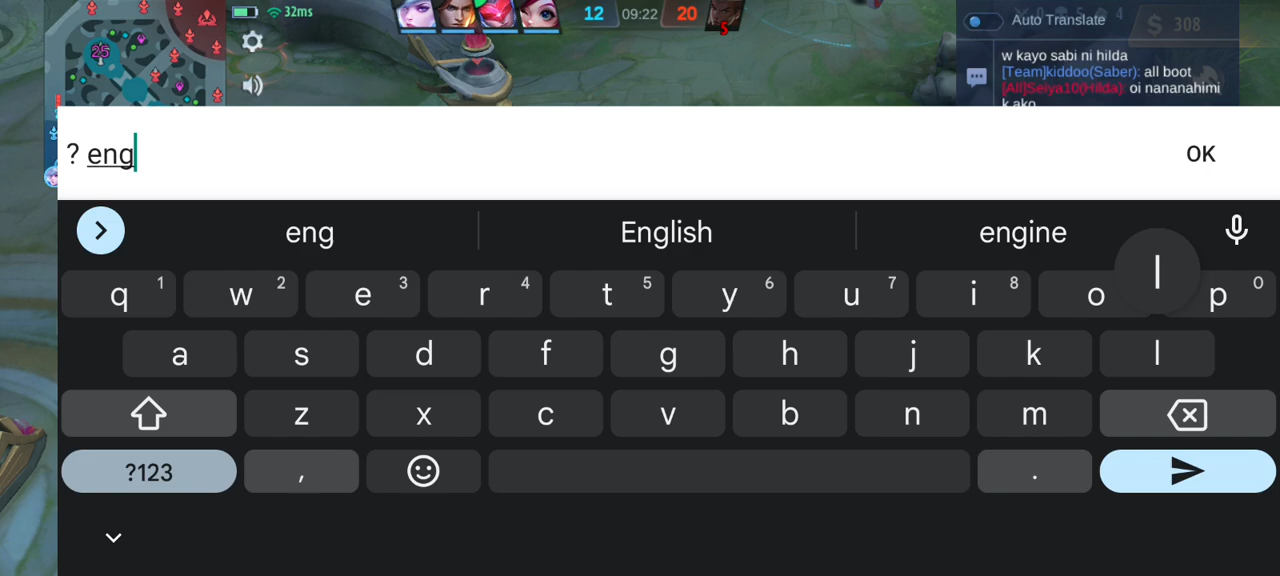 25
32ms
12 09:22 20
Auto Translate
$ 308
w kayo sabi ni hilda
[Team]kiddoo(Saber): all boot
[All]Seiya10(Hilda): oi nananahimi
k ako
? eng
OK
eng English engine
l
q 1 w 2 e 3 r 4 t 5 y 6 u 7 i 8 o p 0
a s d f g h j k l
z x c v b n m
?123 , .